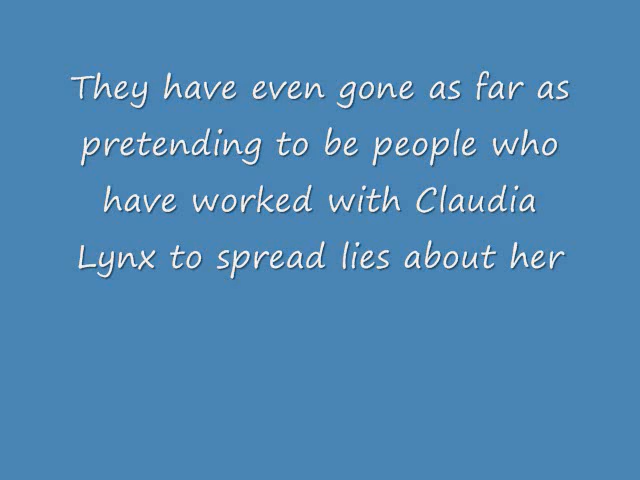 They have even gone as far as
pretending to be people who
have worked with Claudia
Lynx to spread lies about her